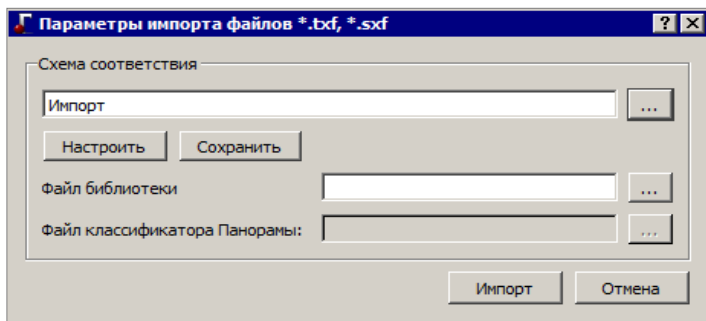 Параметры импорта файлов *.txf, *.sxf
Схема соответствия
Импорт
...
Настроить Сохранить
Файл библиотеки ...
Файл классификатора Панорамы: ...
Импорт Отмена